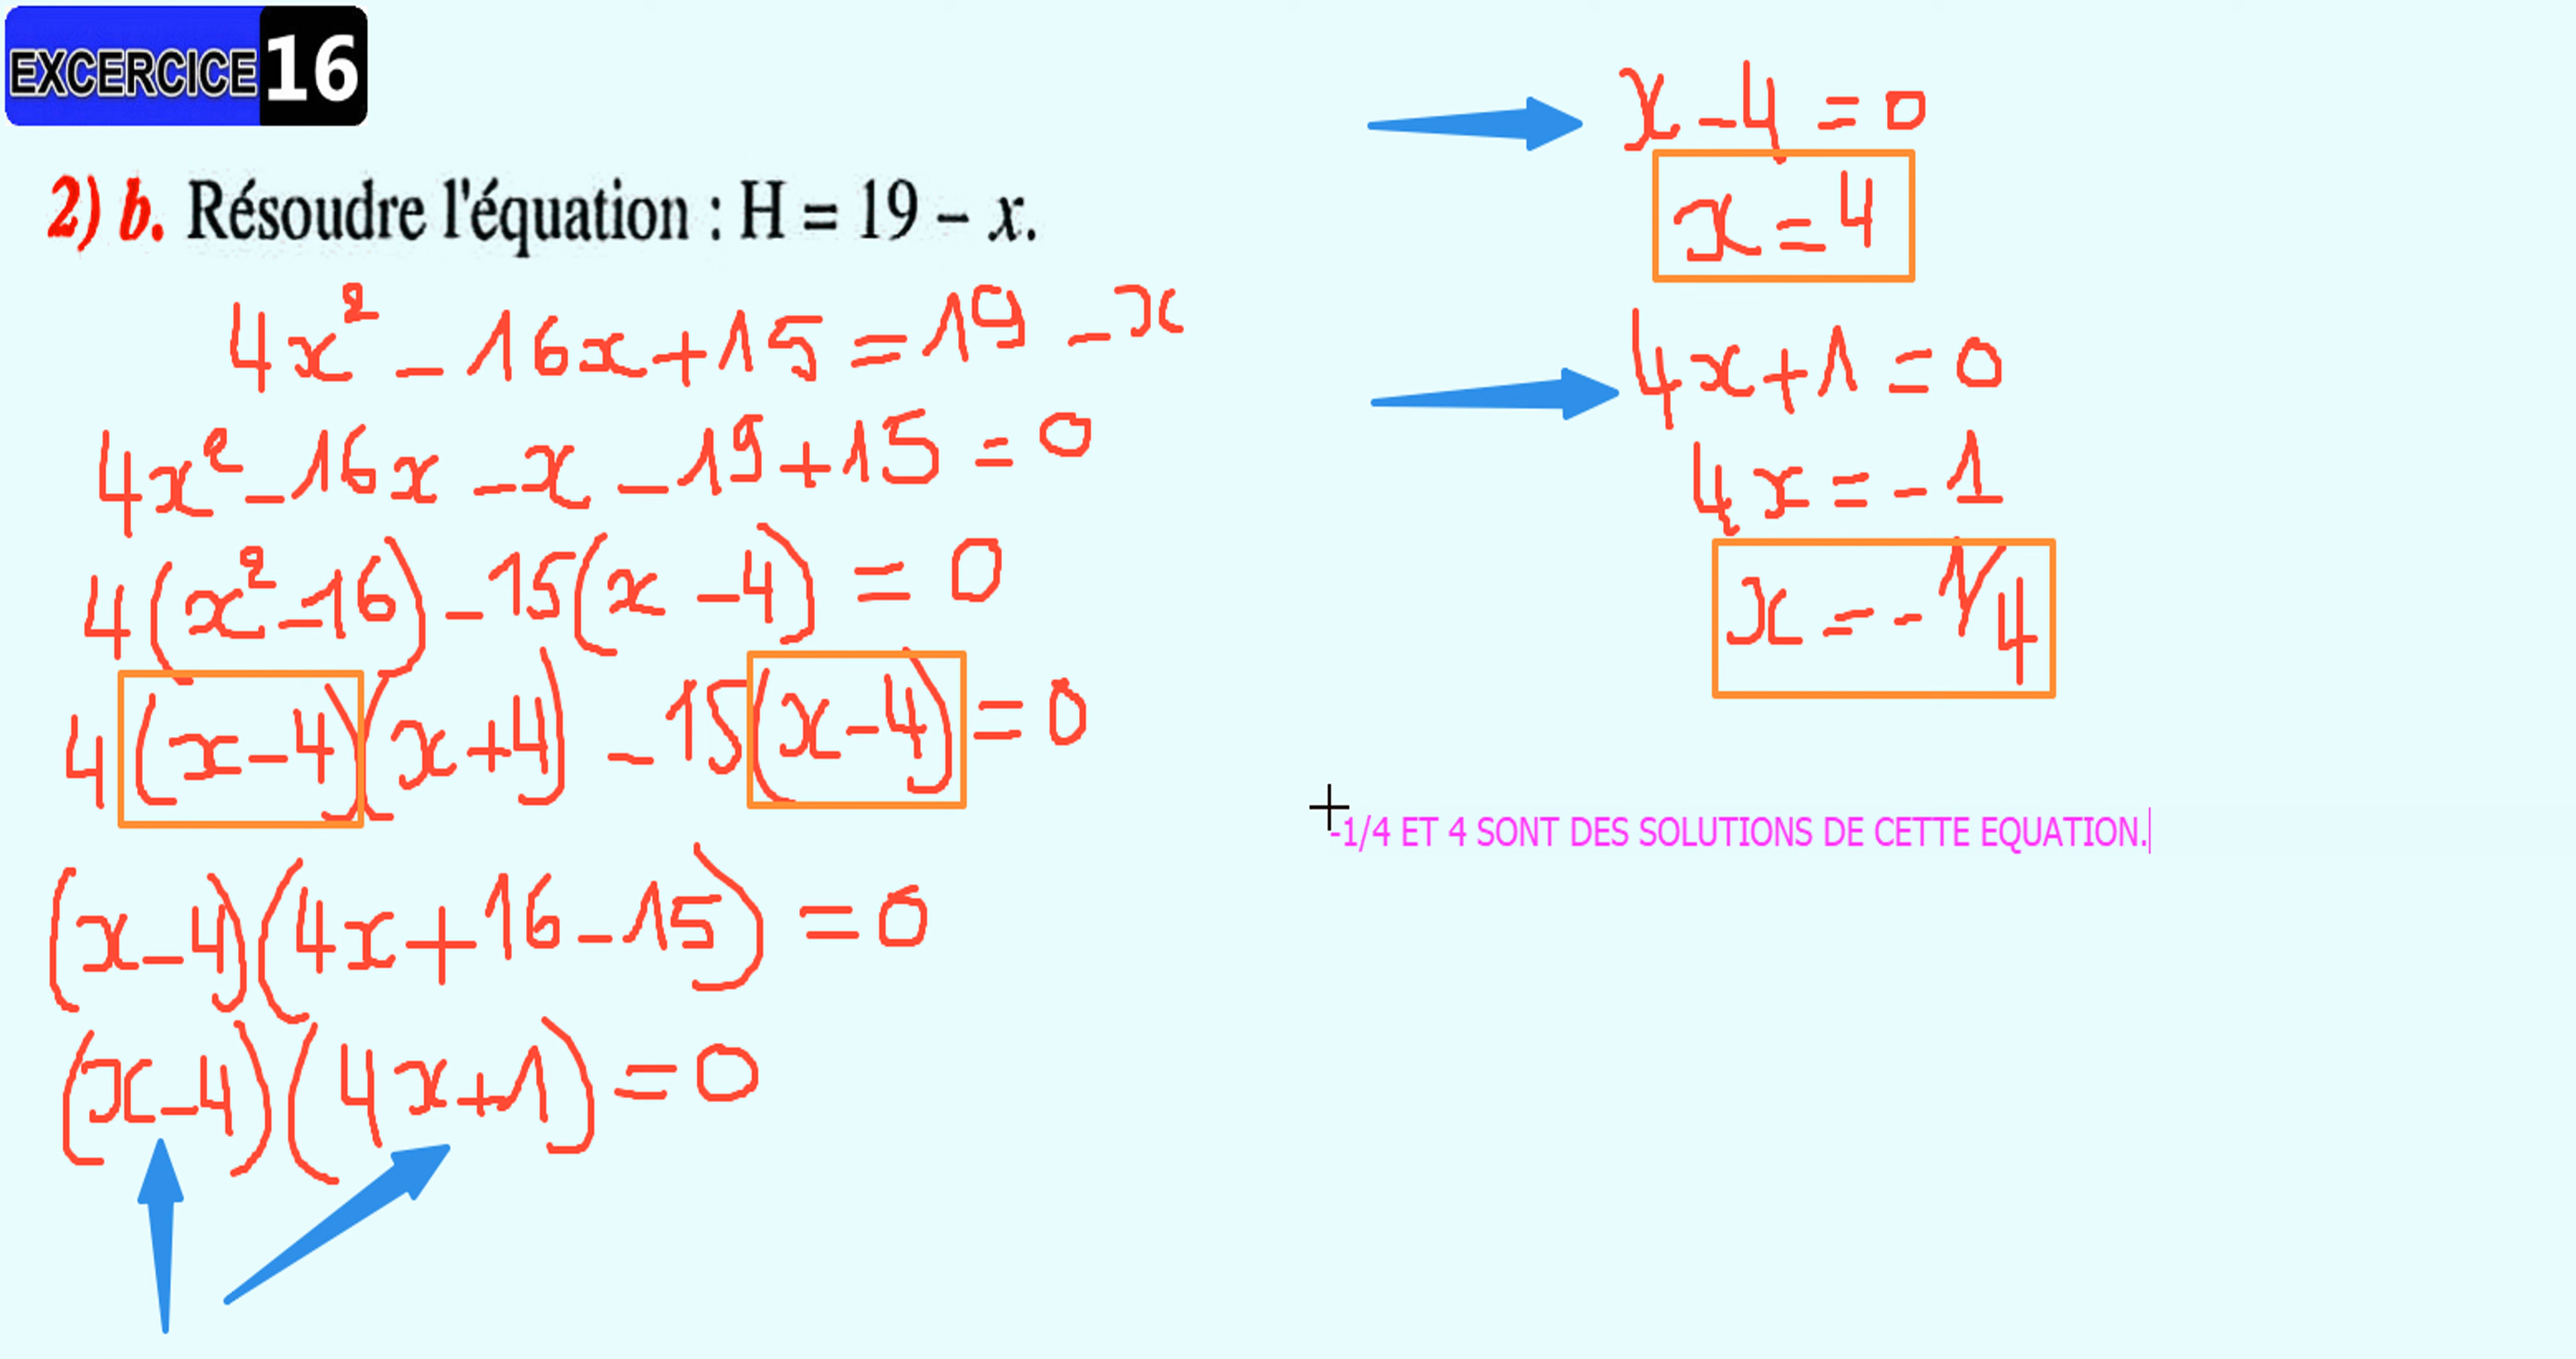 EXCERCICE 16
2) b. Résoudre l'équation : H = 19 – x.
4x² - 16x + 15 = 19 - x
4x² - 16x - x - 19 + 15 = 0
4(x² - 16) - 15(x - 4) = 0
4(x - 4)(x + 4) - 15(x - 4) = 0
(x - 4)(4x + 16 - 15) = 0
(x - 4)(4x + 1) = 0
x - 4 = 0
x = 4
4x + 1 = 0
4x = - 1
x = - 1/4
-1/4 ET 4 SONT DES SOLUTIONS DE CETTE EQUATION.